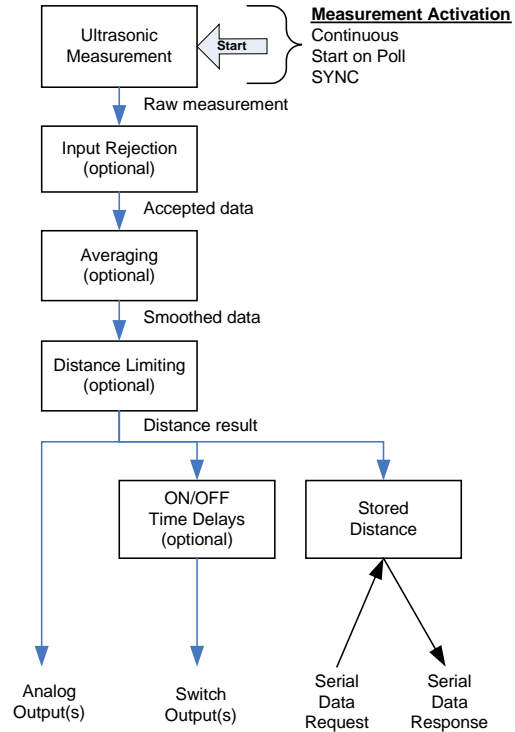 Measurement Activation
Continuous
Start on Poll
SYNC
Start
Ultrasonic
Measurement
Raw measurement
Input Rejection
(optional)
Accepted data
Averaging
(optional)
Smoothed data
Distance Limiting
(optional)
Distance result
ON/OFF
Time Delays
(optional)
Stored
Distance
Analog
Output(s)
Switch
Output(s)
Serial
Data
Request
Serial
Data
Response